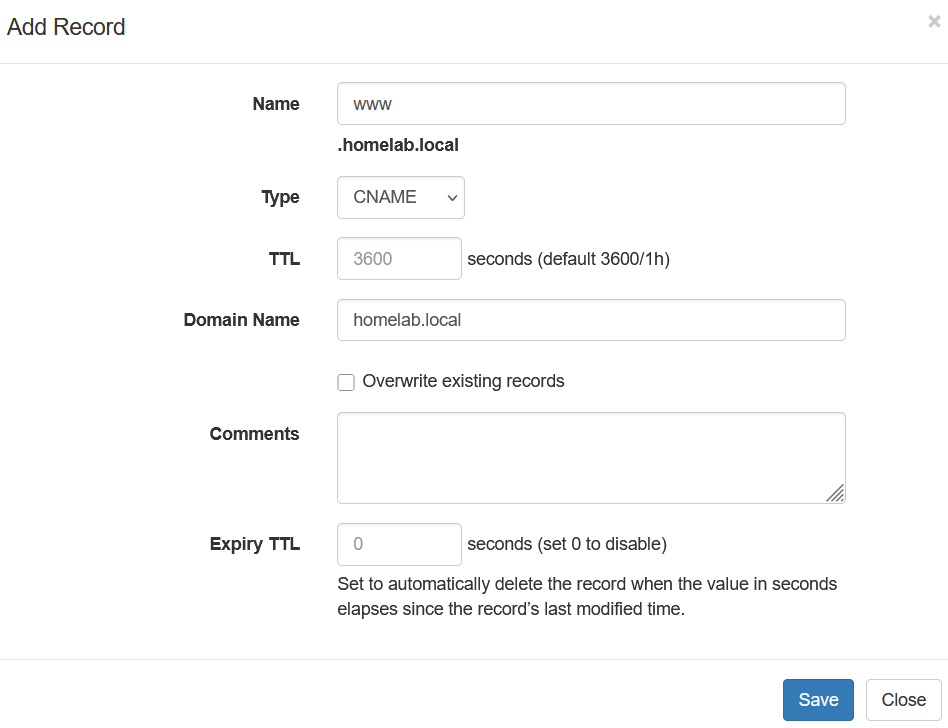 Add Record
×
Name
www
.homelab.local
Type
CNAME
TTL
3600
seconds (default 3600/1h)
Domain Name
homelab.local
Overwrite existing records
Comments
Expiry TTL
0
seconds (set 0 to disable)
Set to automatically delete the record when the value in seconds
elapses since the record’s last modified time.
Save
Close